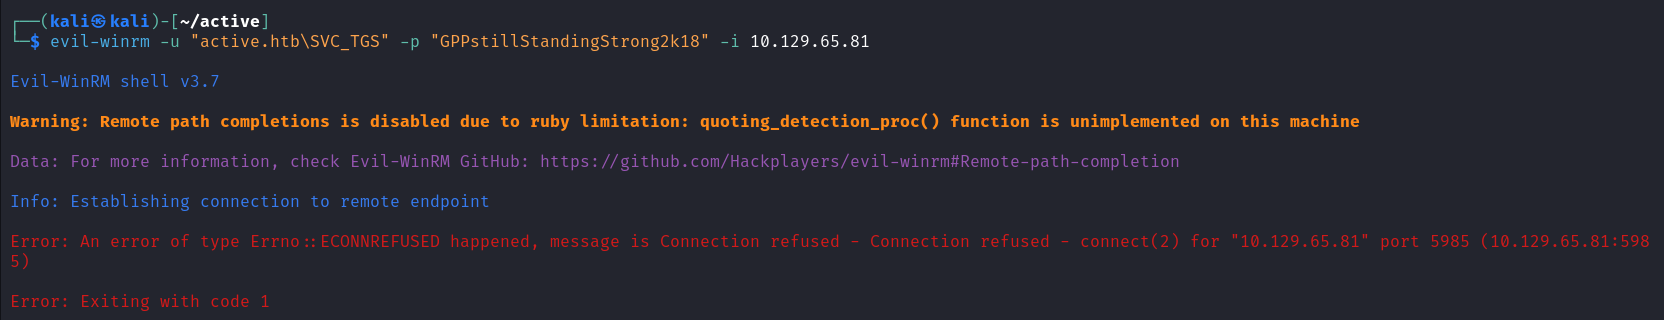 ┌──(kali㉿kali)-[~/active]
└─$ evil-winrm -u "active.htb\SVC_TGS" -p "GPPstillStandingStrong2k18" -i 10.129.65.81
Evil-WinRM shell v3.7
Warning: Remote path completions is disabled due to ruby limitation: quoting_detection_proc() function is unimplemented on this machine
Data: For more information, check Evil-WinRM GitHub: https://github.com/Hackplayers/evil-winrm#Remote-path-completion
Info: Establishing connection to remote endpoint
Error: An error of type Errno::ECONNREFUSED happened, message is Connection refused - Connection refused - connect(2) for "10.129.65.81" port 5985 (10.129.65.81:598
5)
Error: Exiting with code 1